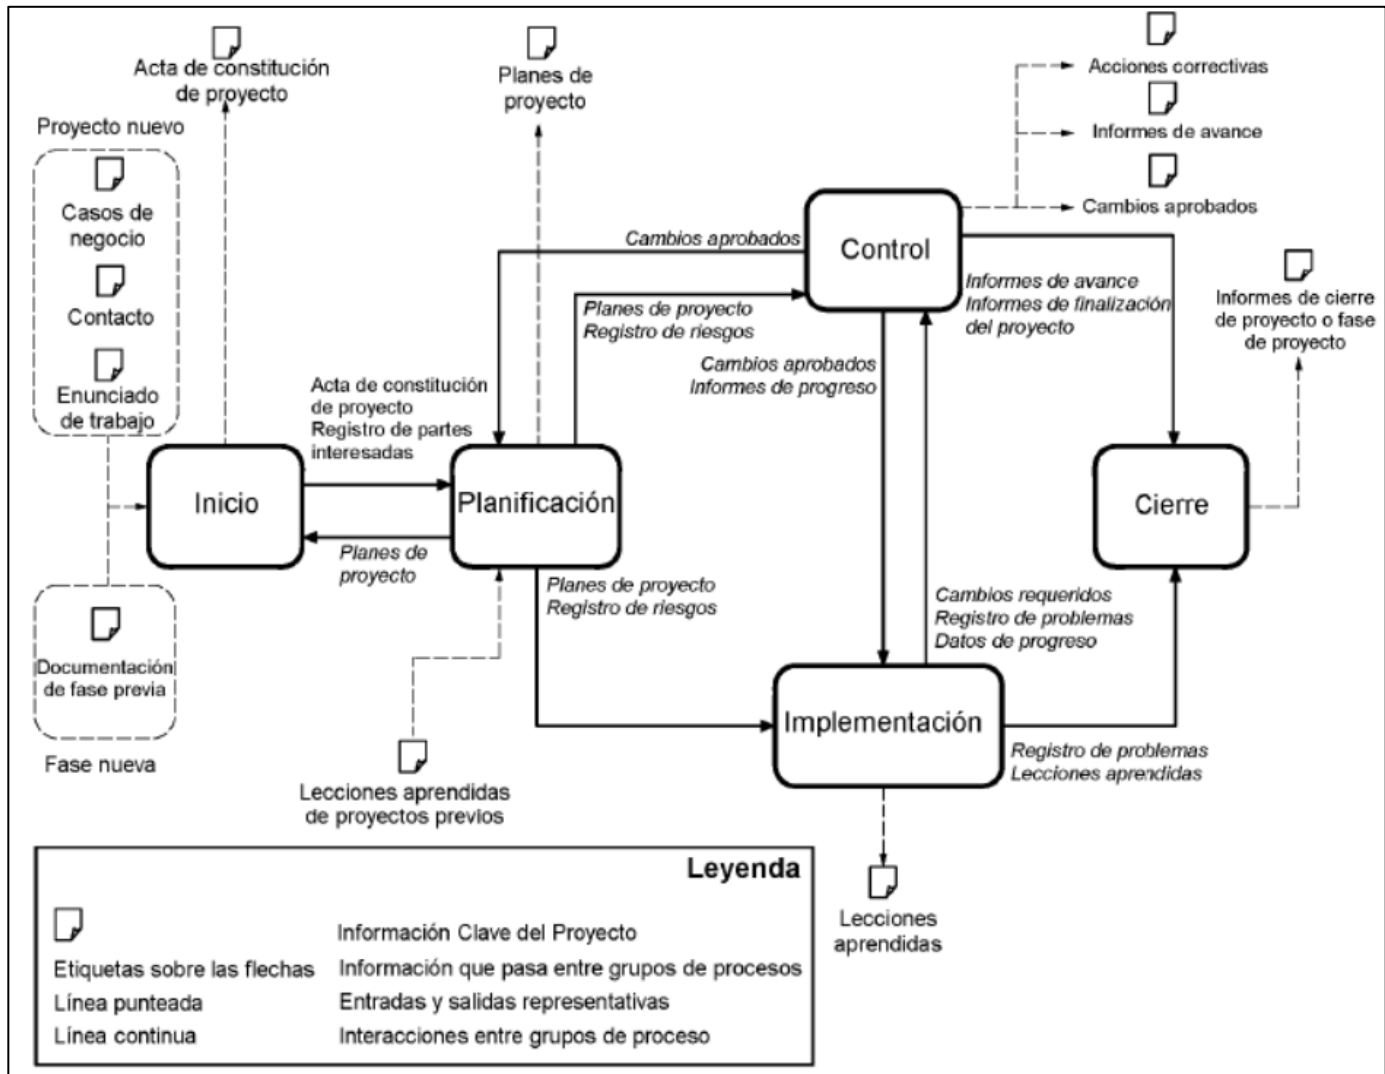 Acta de constitución
de proyecto
Planes de
proyecto
Acciones correctivas
Informes de avance
Cambios aprobados
Proyecto nuevo
Casos de
negocio
Contacto
Enunciado
de trabajo
Cambios aprobados
Control
Planes de proyecto
Registro de riesgos
Informes de avance
Informes de finalización
del proyecto
Informes de cierre
de proyecto o fase
de proyecto
Cambios aprobados
Informes de progreso
Acta de constitución
de proyecto
Registro de partes
interesadas
Inicio
Planificación
Cierre
Planes de
proyecto
Planes de proyecto
Registro de riesgos
Cambios requeridos
Registro de problemas
Datos de progreso
Documentación
de fase previa
Fase nueva
Implementación
Registro de problemas
Lecciones aprendidas
Lecciones aprendidas
de proyectos previos
Lecciones
aprendidas
Leyenda
Información Clave del Proyecto
Etiquetas sobre las flechas
Información que pasa entre grupos de procesos
Línea punteada
Entradas y salidas representativas
Línea continua
Interacciones entre grupos de proceso